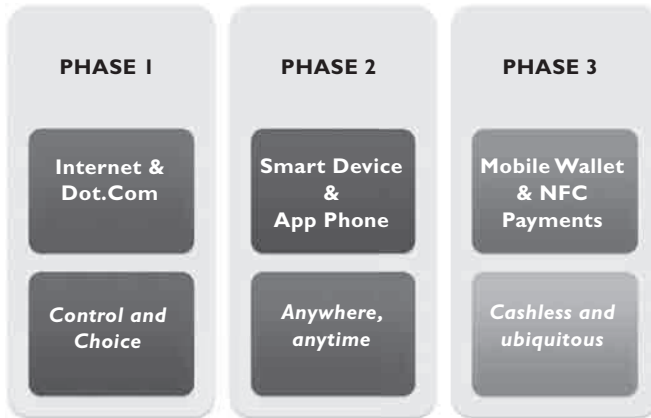 PHASE 1
Internet &
Dot.Com
Control and
Choice
PHASE 2
Smart Device
&
App Phone
Anywhere,
anytime
PHASE 3
Mobile Wallet
& NFC
Payments
Cashless and
ubiquitous